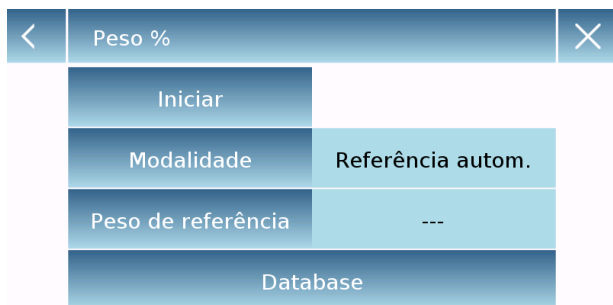 Peso %
Iniciar
Modalidade Referência autom.
Peso de referência ---
Database